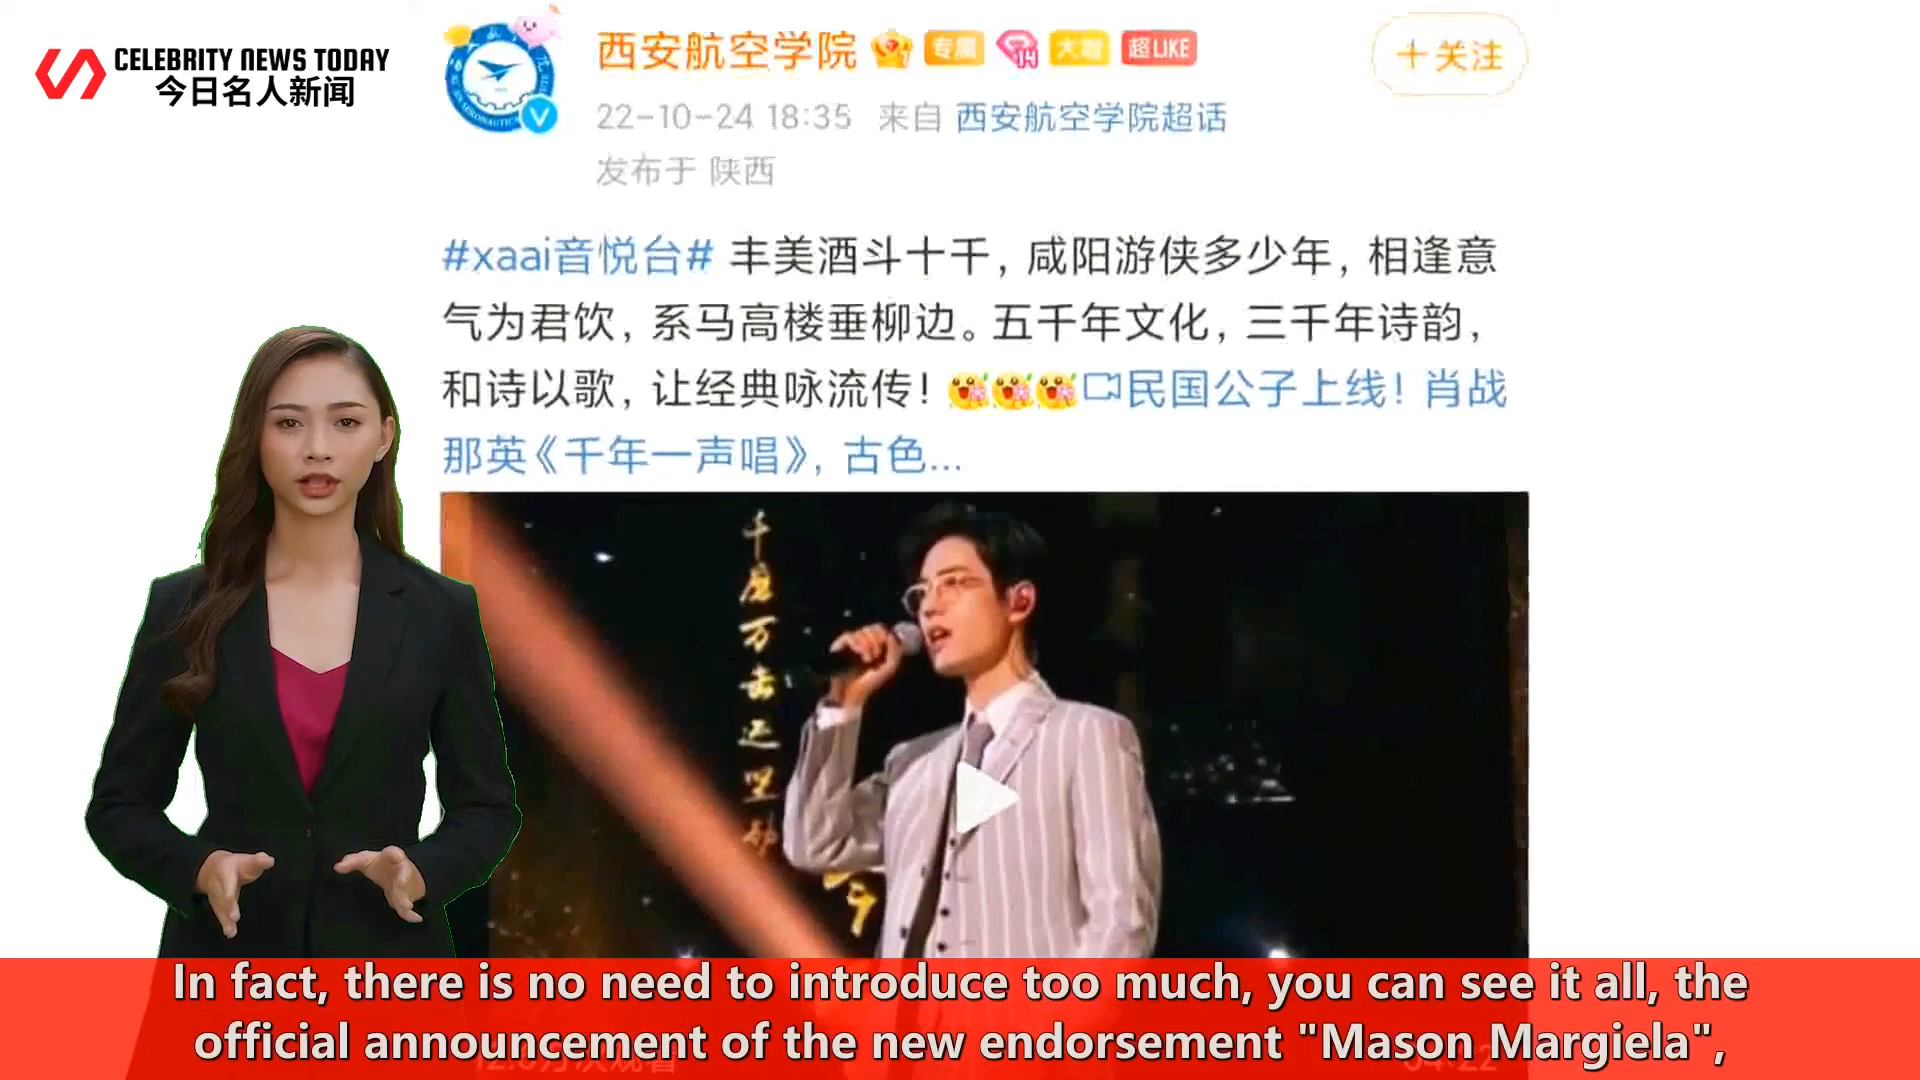 CELEBRITY NEWS TODAY
今日名人新闻
西安航空学院 专属 14 大咖 超LIKE
+关注
22-10-24 18:35 来自 西安航空学院超话
发布于 陕西
#xaai音悦台# 丰美酒斗十千，咸阳游侠多少年，相逢意
气为君饮，系马高楼垂柳边。五千年文化，三千年诗韵，
和诗以歌，让经典咏流传！民国公子上线！肖战
那英《千年一声唱》，古色...
In fact, there is no need to introduce too much, you can see it all, the
official announcement of the new endorsement "Mason Margiela",